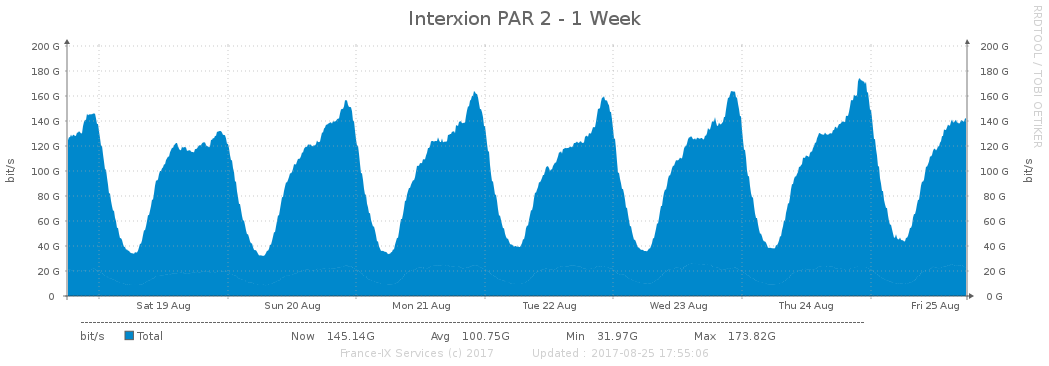 Interxion PAR 2 - 1 Week
RRDTOOL / TOBI OETIKER
200 G 200 G
180 G 180 G
160 G 160 G
140 G 140 G
120 G 120 G
100 G 100 G
80 G 80 G
60 G 60 G
40 G 40 G
20 G 20 G
0 0 G
bit/s bit/s
Sat 19 Aug Sun 20 Aug Mon 21 Aug Tue 22 Aug Wed 23 Aug Thu 24 Aug Fri 25 Aug
bit/s Total Now 145.14G Avg 100.75G Min 31.97G Max 173.82G
France-IX Services (c) 2017 Updated : 2017-08-25 17:55:06